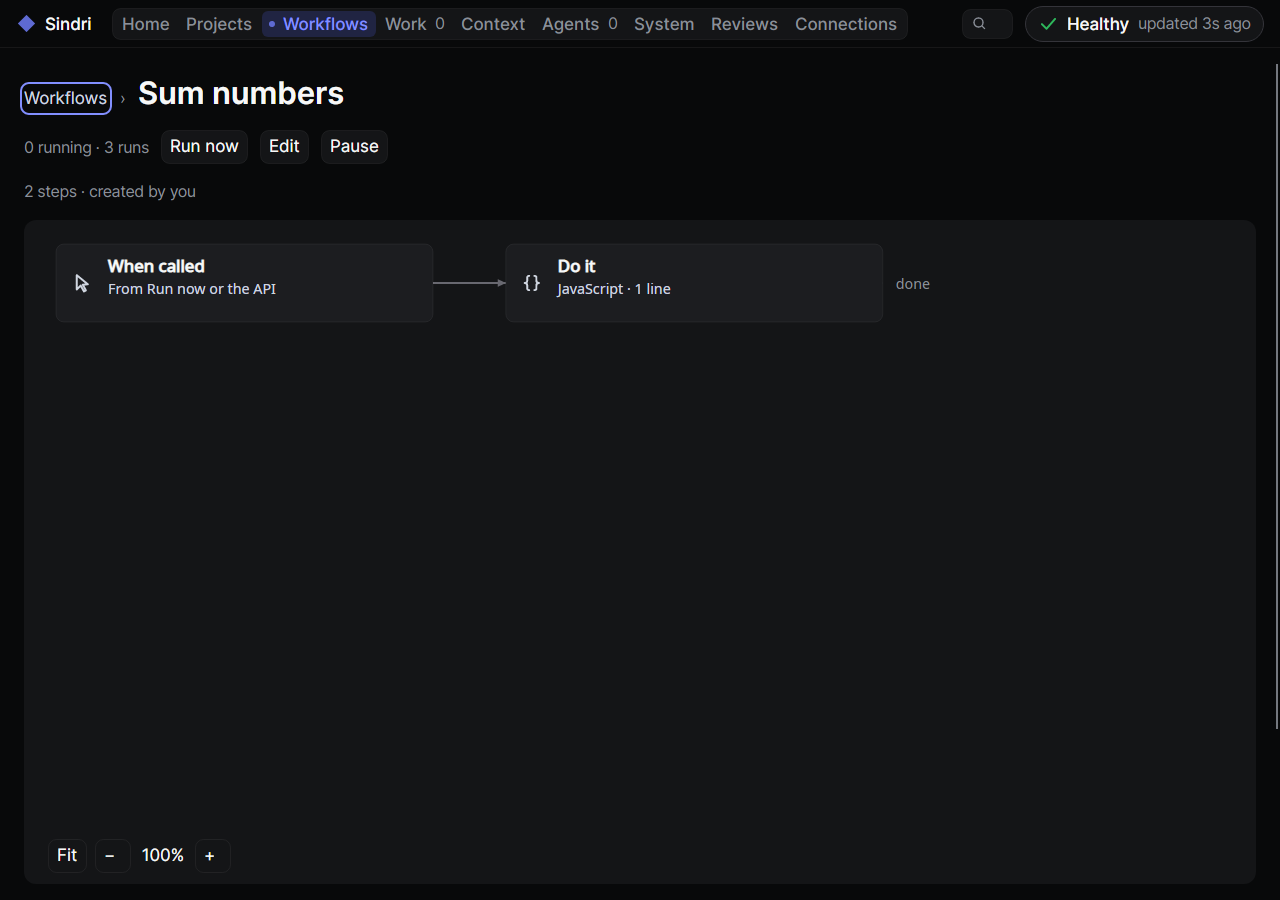 Sindri Home Projects Workflows Work 0 Context Agents 0 System Reviews Connections Healthy updated 3s ago
Workflows › Sum numbers
0 running · 3 runs Run now Edit Pause
2 steps · created by you
When called
From Run now or the API
{} Do it
JavaScript · 1 line
done
Fit − 100% +